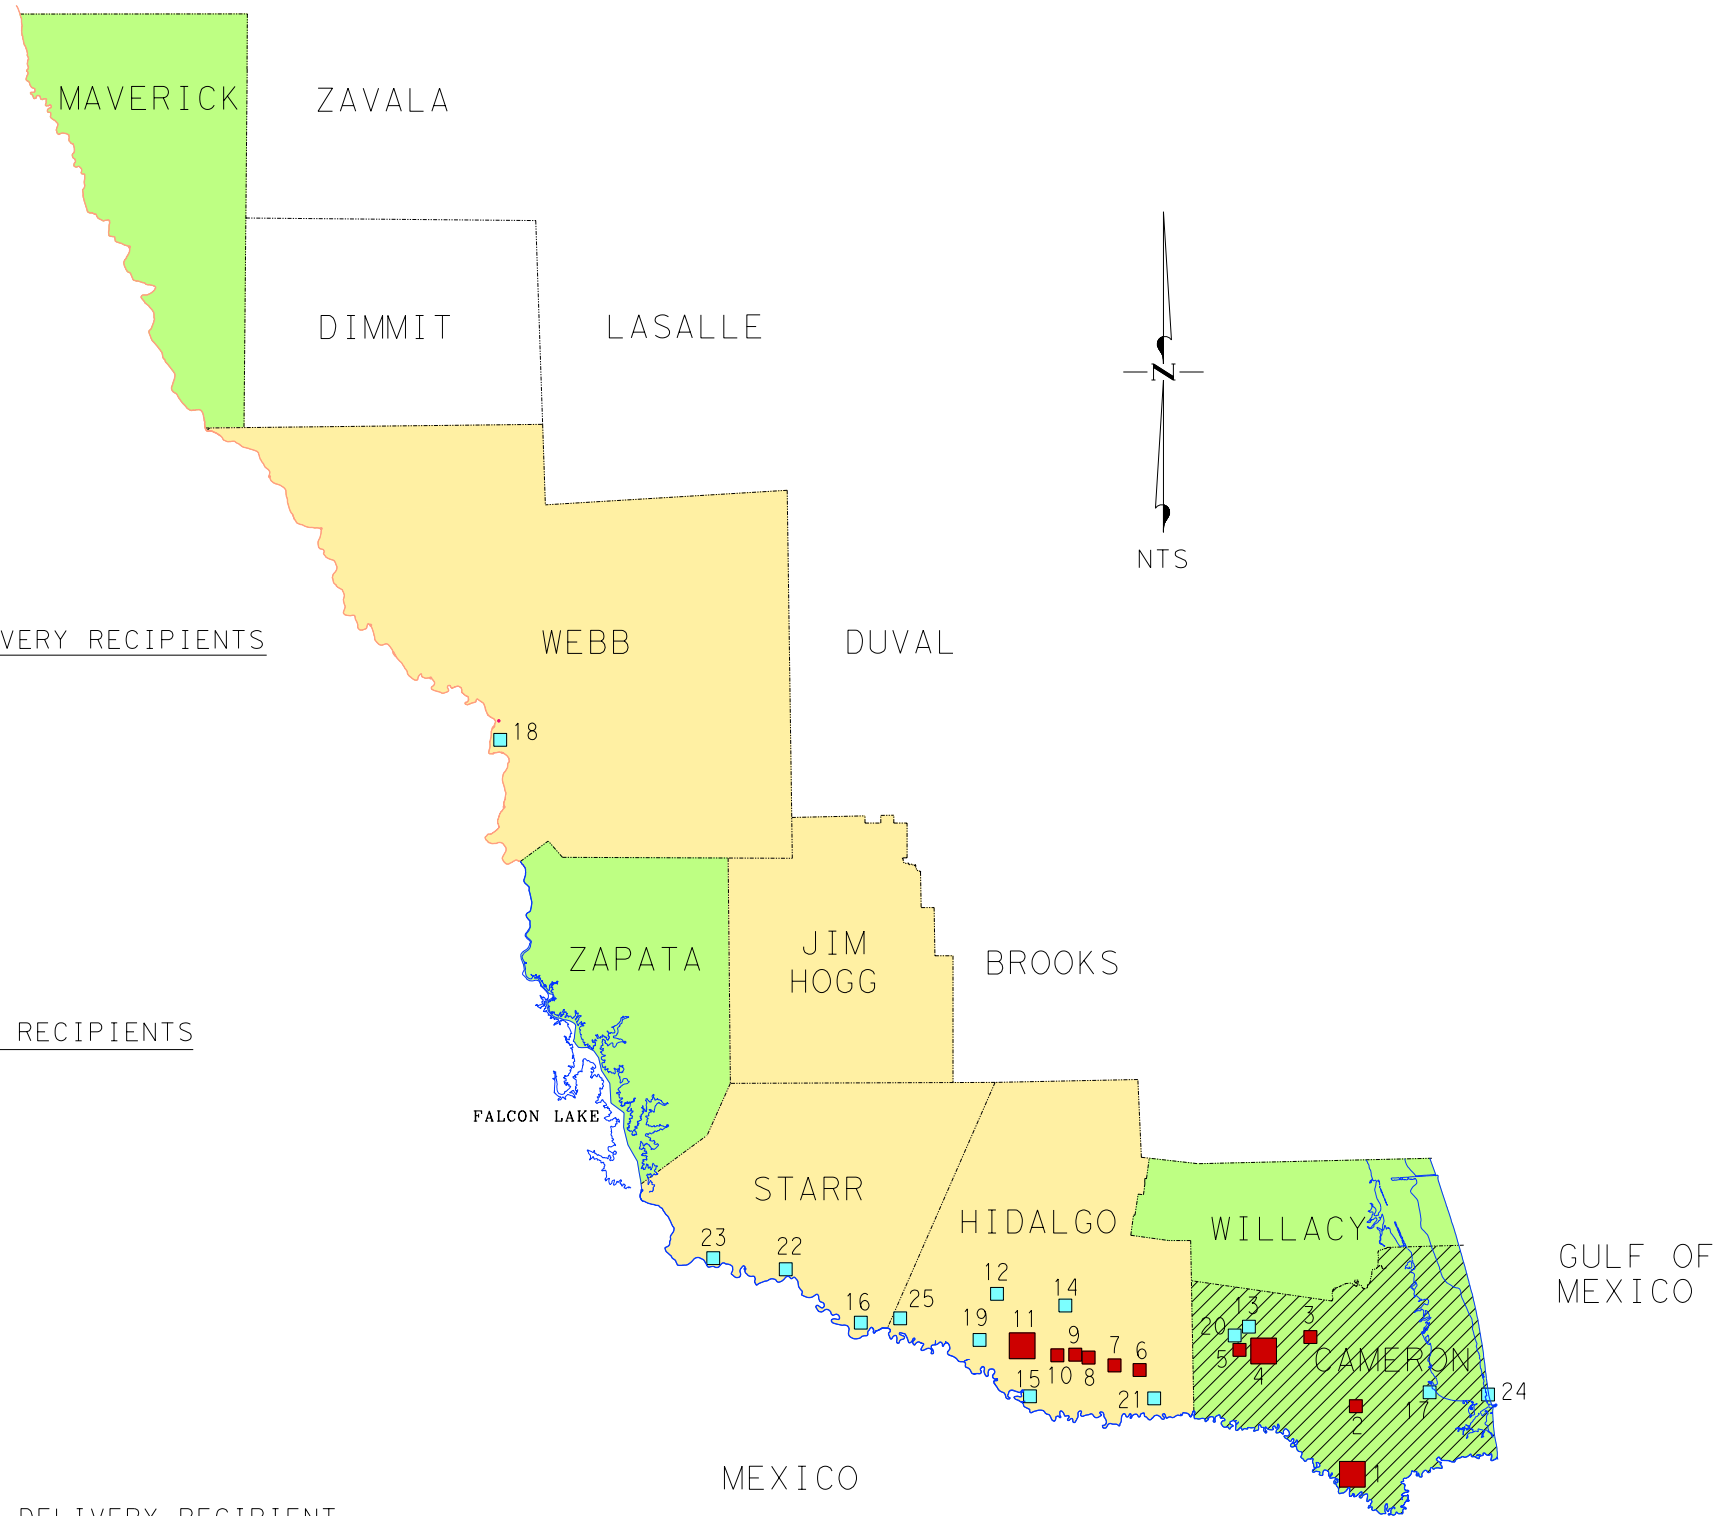 MAVERICK
ZAVALA
DIMMIT
LASALLE
N
NTS
VERY RECIPIENTS
WEBB
DUVAL
18
JIM
HOGG
ZAPATA
BROOKS
RECIPIENTS
FALCON LAKE
STARR
HIDALGO
WILLACY
GULF OF
MEXICO
23
22
12
14
16
25
19
11
9
7
6
10
8
15
21
13
20
3
5
4
CAMERON
24
17
2
1
MEXICO
DELIVERY RECIPIENT